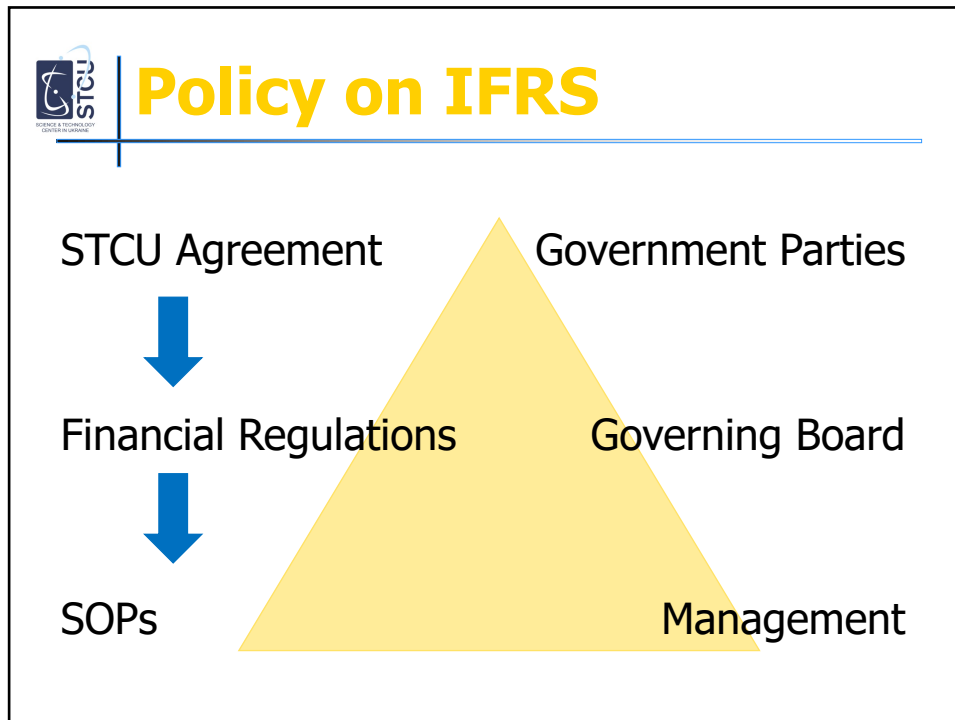 STCU
SCIENCE & TECHNOLOGY
CENTER IN UKRAINE
Policy on IFRS
STCU Agreement
Government Parties
Financial Regulations
Governing Board
SOPs
Management